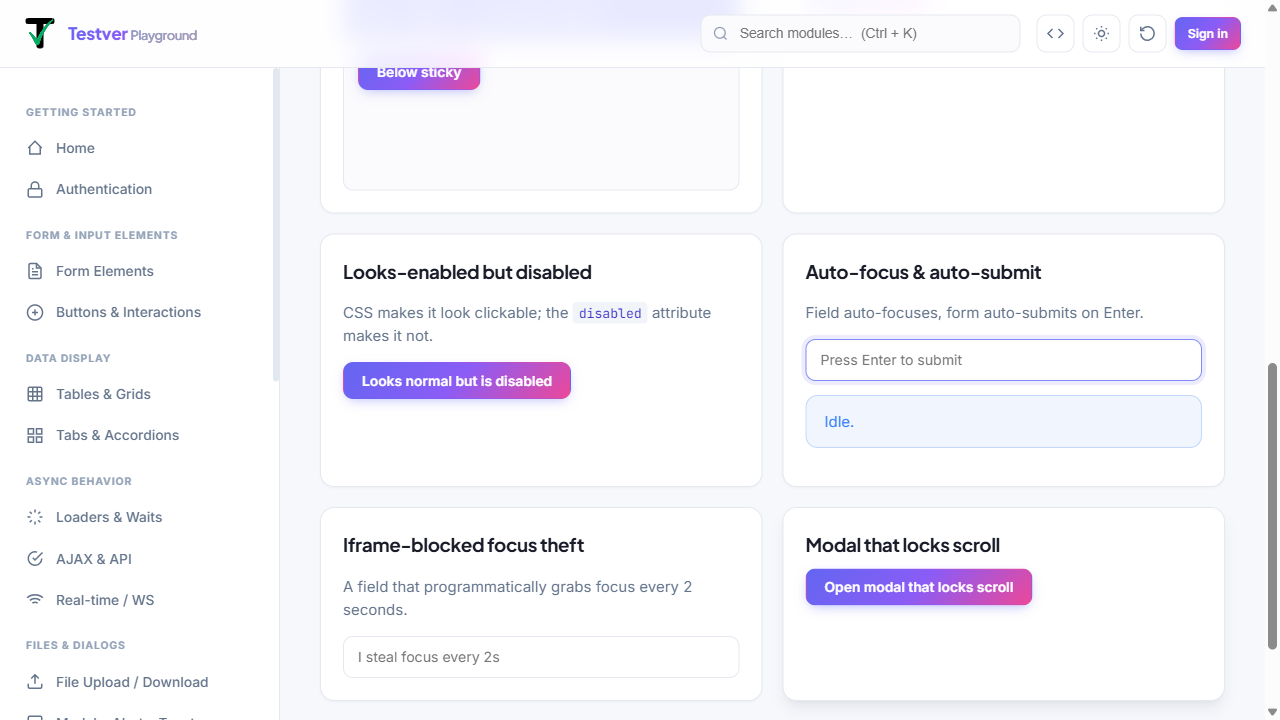 Testver Playground
Search modules… (Ctrl + K)
Sign in
GETTING STARTED
Home
Authentication
FORM & INPUT ELEMENTS
Form Elements
Buttons & Interactions
DATA DISPLAY
Tables & Grids
Tabs & Accordions
ASYNC BEHAVIOR
Loaders & Waits
AJAX & API
Real-time / WS
FILES & DIALOGS
File Upload / Download
Below sticky
Looks-enabled but disabled
CSS makes it look clickable; the disabled attribute
makes it not.
Looks normal but is disabled
Auto-focus & auto-submit
Field auto-focuses, form auto-submits on Enter.
Press Enter to submit
Idle.
Iframe-blocked focus theft
A field that programmatically grabs focus every 2
seconds.
I steal focus every 2s
Modal that locks scroll
Open modal that locks scroll